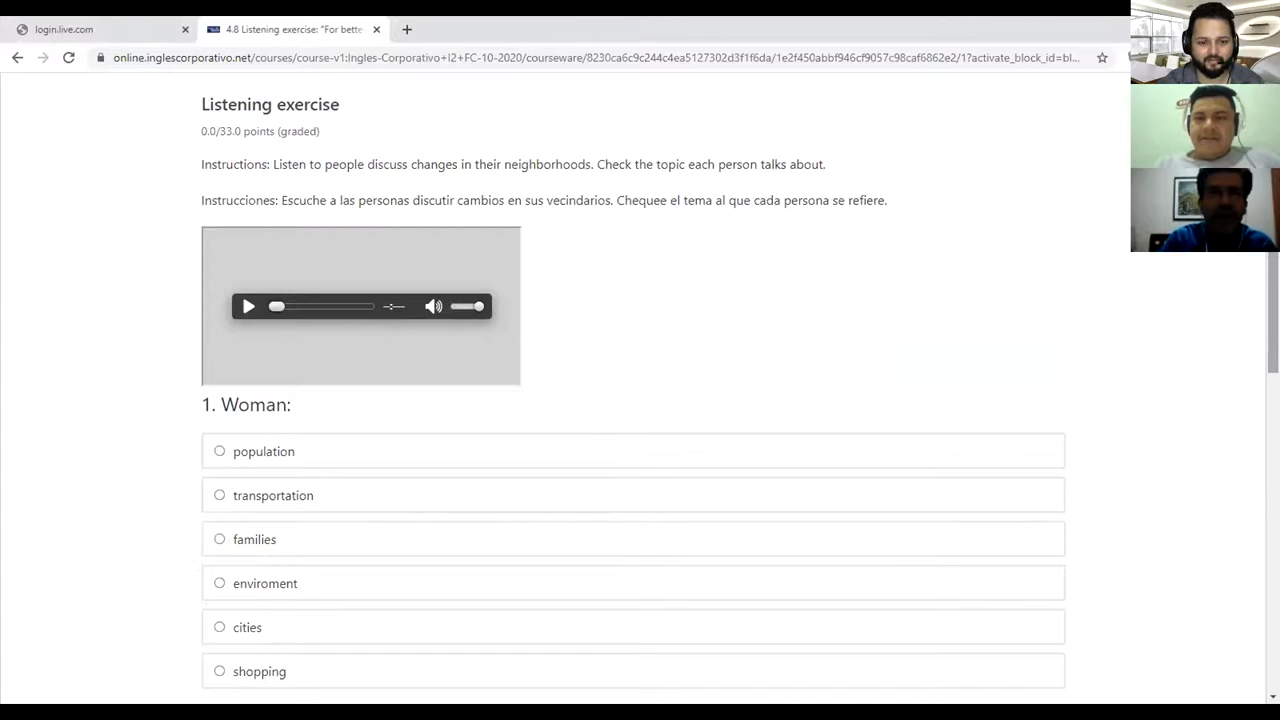 login.live.com
4.8 Listening exercise: "For bette
online.inglescorporativo.net/courses/course-v1:Ingles-Corporativo+I2+FC-10-2020/courseware/8230ca6c9c244c4ea5127302d3f1f6da/1e2f450abbf946cf9057c98caf6862e2/1?activate_block_id=bl...
Listening exercise
0.0/33.0 points (graded)
Instructions: Listen to people discuss changes in their neighborhoods. Check the topic each person talks about.
Instrucciones: Escuche a las personas discutir cambios en sus vecindarios. Chequee el tema al que cada persona se refiere.
1. Woman:
population
transportation
families
enviroment
cities
shopping